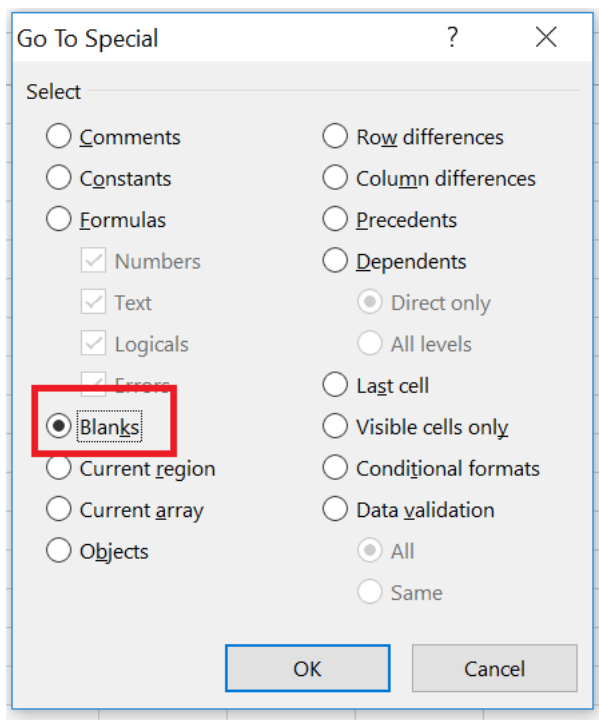 Go To Special ?
Select
Comments
Constants
Formulas
Numbers
Text
Logicals
Errors
Blanks
Current region
Current array
Objects
Row differences
Column differences
Precedents
Dependents
Direct only
All levels
Last cell
Visible cells only
Conditional formats
Data validation
All
Same
OK
Cancel